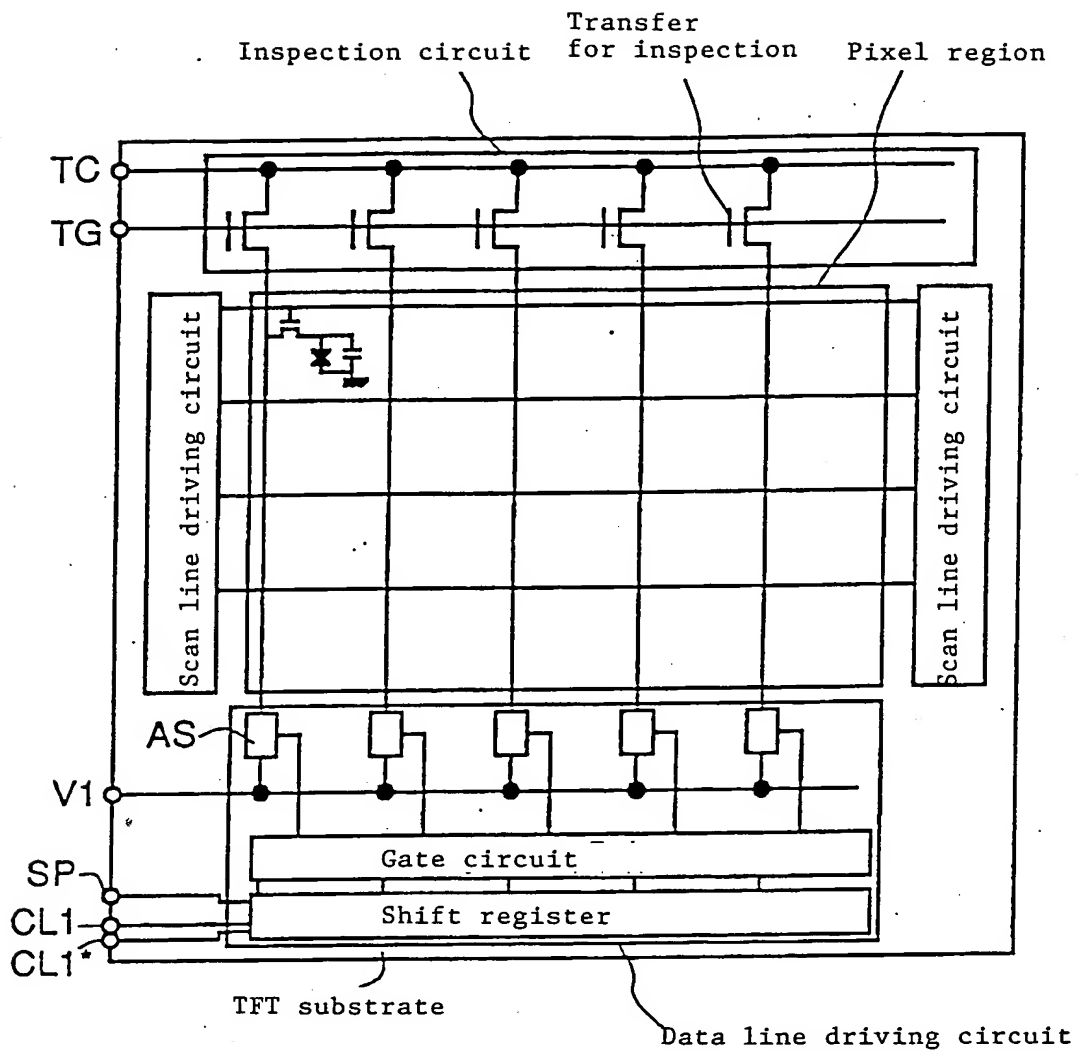 Transfer
Inspection circuit for inspection Pixel region
TC
TG
Scan line driving circuit
Scan line driving circuit
AS
V1
Gate circuit
SP
Shift register
CL1
CL1*
TFT substrate
Data line driving circuit